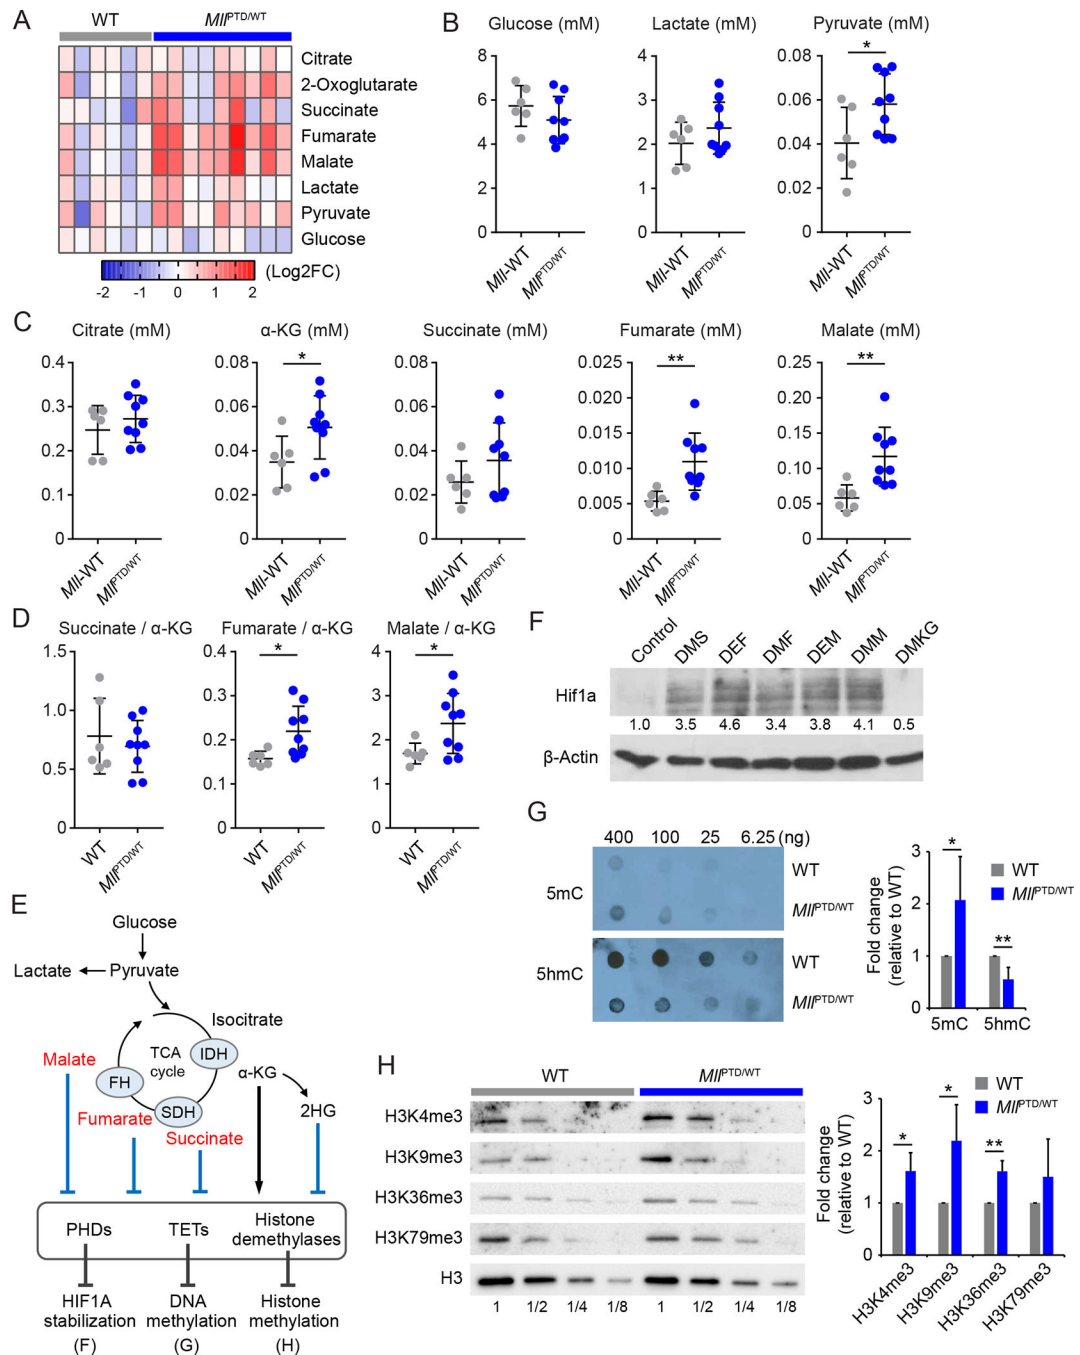 A
WT
Mll^PTD/WT
Citrate
2-Oxoglutarate
Succinate
Fumarate
Malate
Lactate
Pyruvate
Glucose
(Log2FC)
-2 -1 0 1 2
B
Glucose (mM)
8
6
4
2
0
Mll-WT
Mll^PTD/WT
Lactate (mM)
4
3
2
1
0
Mll-WT
Mll^PTD/WT
Pyruvate (mM)
*
0.08
0.06
0.04
0.02
0
Mll-WT
Mll^PTD/WT
C
Citrate (mM)
0.4
0.3
0.2
0.1
0
Mll-WT
Mll^PTD/WT
α-KG (mM)
*
0.08
0.06
0.04
0.02
0
Mll-WT
Mll^PTD/WT
Succinate (mM)
0.08
0.06
0.04
0.02
0
Mll-WT
Mll^PTD/WT
Fumarate (mM)
**
0.025
0.020
0.015
0.010
0.005
0
Mll-WT
Mll^PTD/WT
Malate (mM)
**
0.25
0.20
0.15
0.10
0.05
0
Mll-WT
Mll^PTD/WT
D
Succinate / α-KG
1.5
1.0
0.5
0
WT
Mll^PTD/WT
Fumarate / α-KG
*
0.4
0.3
0.2
0.1
0
WT
Mll^PTD/WT
Malate / α-KG
*
4
3
2
1
0
WT
Mll^PTD/WT
E
Glucose
Lactate
Pyruvate
Isocitrate
TCA
cycle
IDH
FH
SDH
Malate
Fumarate
Succinate
α-KG
2HG
PHDs
TETs
Histone
demethylases
HIF1A
stabilization
(F)
DNA
methylation
(G)
Histone
methylation
(H)
F
Control DMS DEF DMF DEM DMM DMKG
Hif1a
1.0 3.5 4.6 3.4 3.8 4.1 0.5
β-Actin
G
400 100 25 6.25 (ng)
5mC
WT
Mll^PTD/WT
5hmC
WT
Mll^PTD/WT
Fold change
(relative to WT)
3
2
1
0
*
**
WT
Mll^PTD/WT
5mC 5hmC
H
WT
Mll^PTD/WT
H3K4me3
H3K9me3
H3K36me3
H3K79me3
H3
1 1/2 1/4 1/8 1 1/2 1/4 1/8
Fold change
(relative to WT)
3
2
1
0
*
*
**
WT
Mll^PTD/WT
H3K4me3
H3K9me3
H3K36me3
H3K79me3